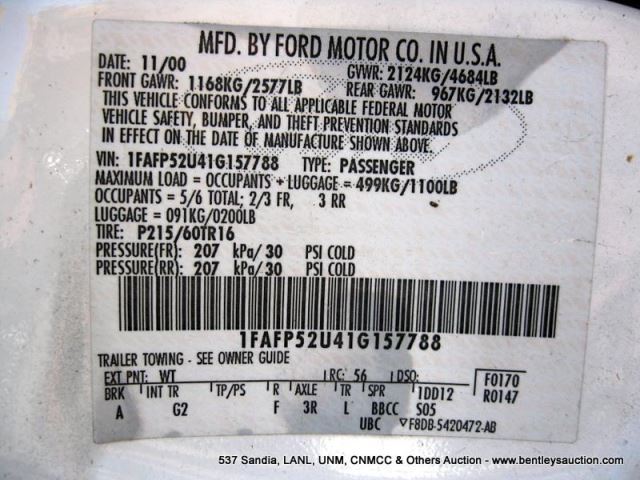 MFD. BY FORD MOTOR CO. IN U.S.A.
DATE: 11/00 GVWR: 2124KG/4684LB
FRONT GAWR: 1168KG/2577LB REAR GAWR: 967KG/2132LB
THIS VEHICLE CONFORMS TO ALL APPLICABLE FEDERAL MOTOR
VEHICLE SAFETY, BUMPER, AND THEFT PREVENTION STANDARDS
IN EFFECT ON THE DATE OF MANUFACTURE SHOWN ABOVE.
VIN: 1FAFP52U41G157788 TYPE: PASSENGER
MAXIMUM LOAD = OCCUPANTS + LUGGAGE = 499KG/1100LB
OCCUPANTS = 5/6 TOTAL; 2/3 FR, 3 RR
LUGGAGE = 091KG/0200LB
TIRE: P215/60TR16
PRESSURE(FR): 207 kPa/30 PSI COLD
PRESSURE(RR): 207 kPa/30 PSI COLD
1FAFP52U41G157788
TRAILER TOWING - SEE OWNER GUIDE
EXT PNT: WT RC: 56 DSO: F0170
BRK INT TR TP/PS R AXLE TR SPR 1DD12 R0147
A G2 F 3R L BBCC S05
UBC ▽F8DB-5420472-AB
537 Sandia, LANL, UNM, CNMCC & Others Auction - www.bentleysauction.com